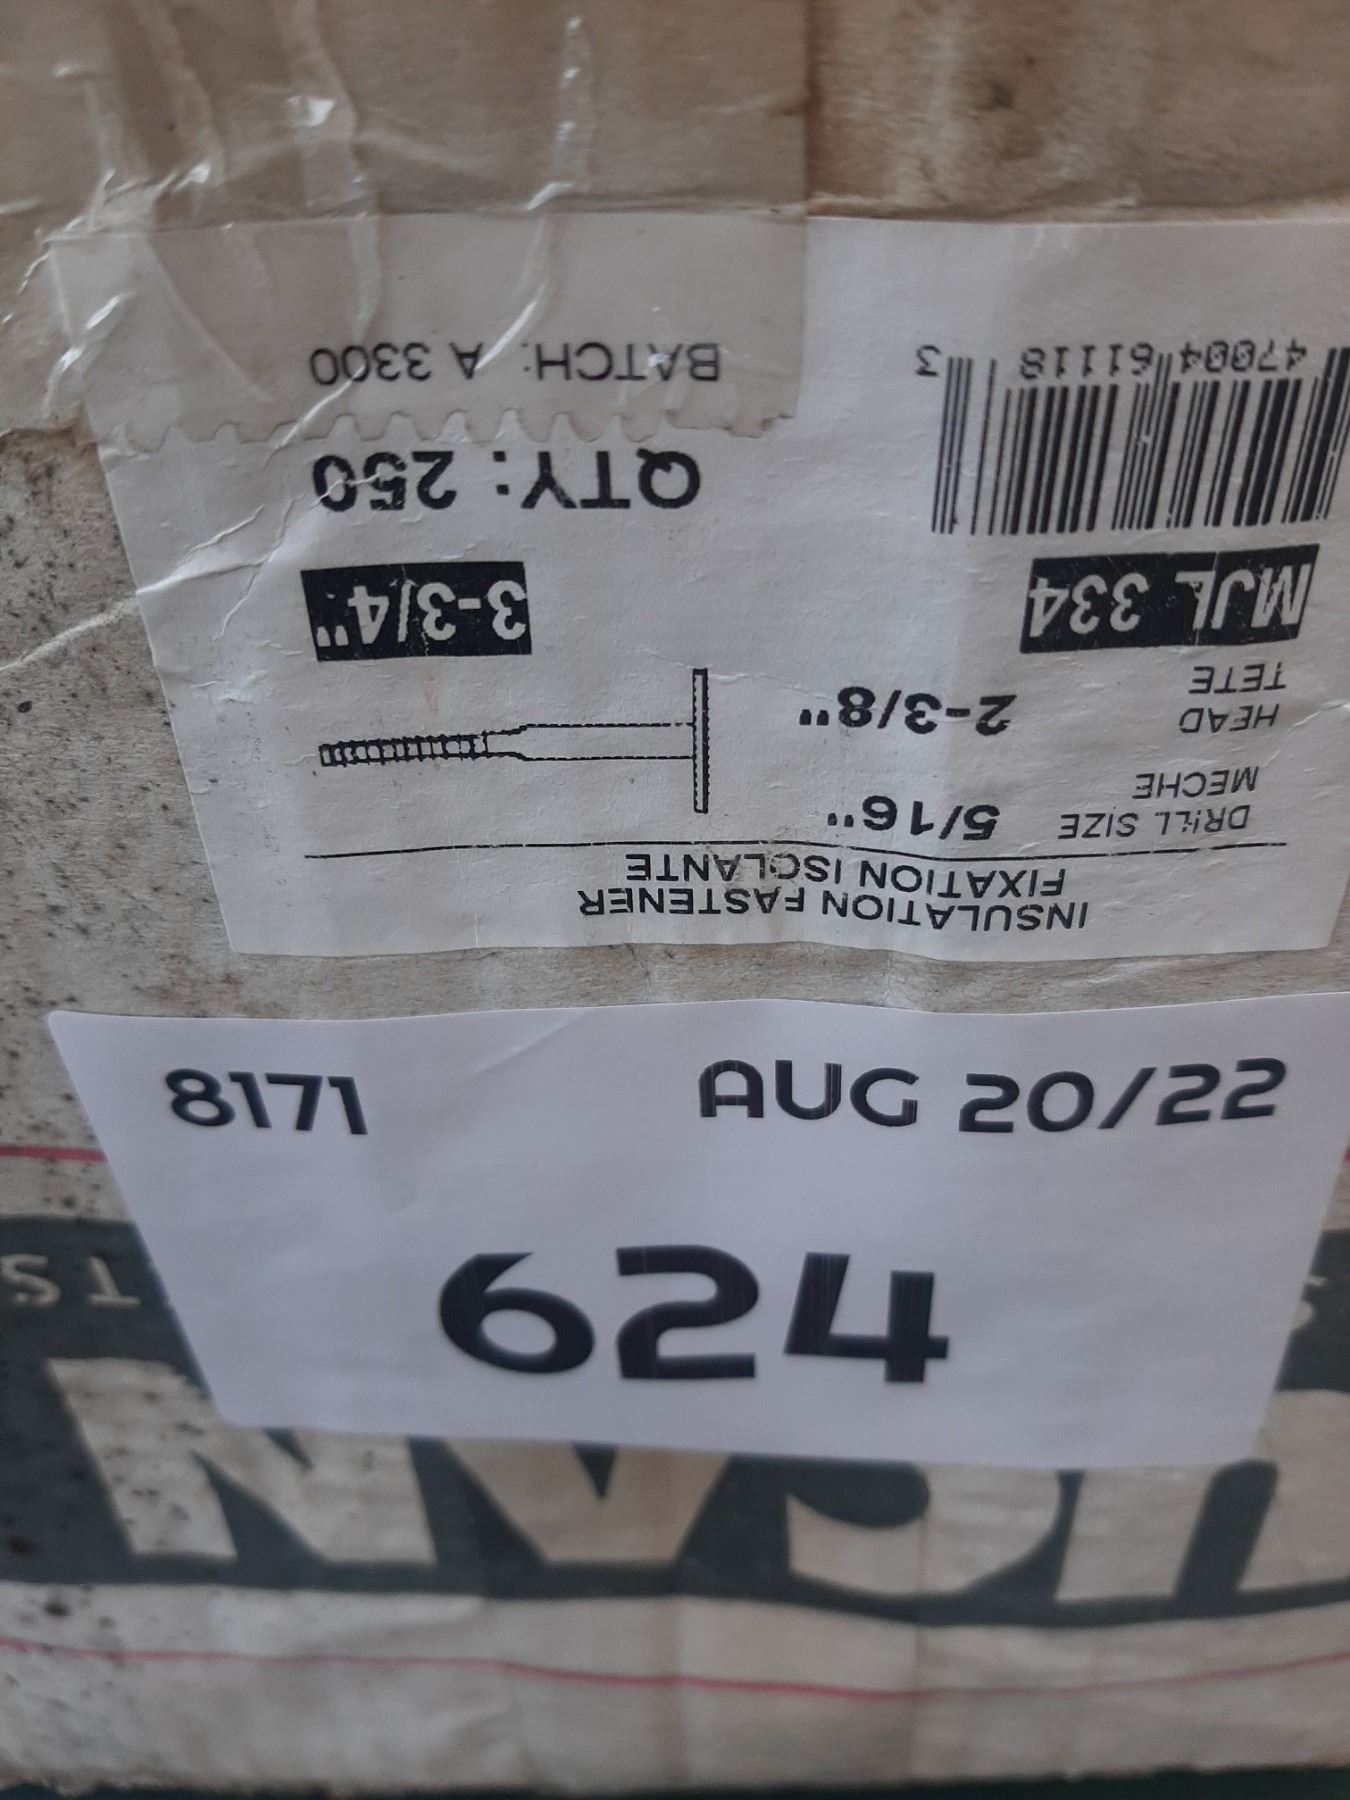 INSULATION FASTENER
FIXATION ISOLANTE
DRILL SIZE 5/16"
MECHE
HEAD 2-3/8"
TETE
MJL 334 3-3/4"
QTY: 250
47004 61118 3
BATCH: A 3300
8171 AUG 20/22
624